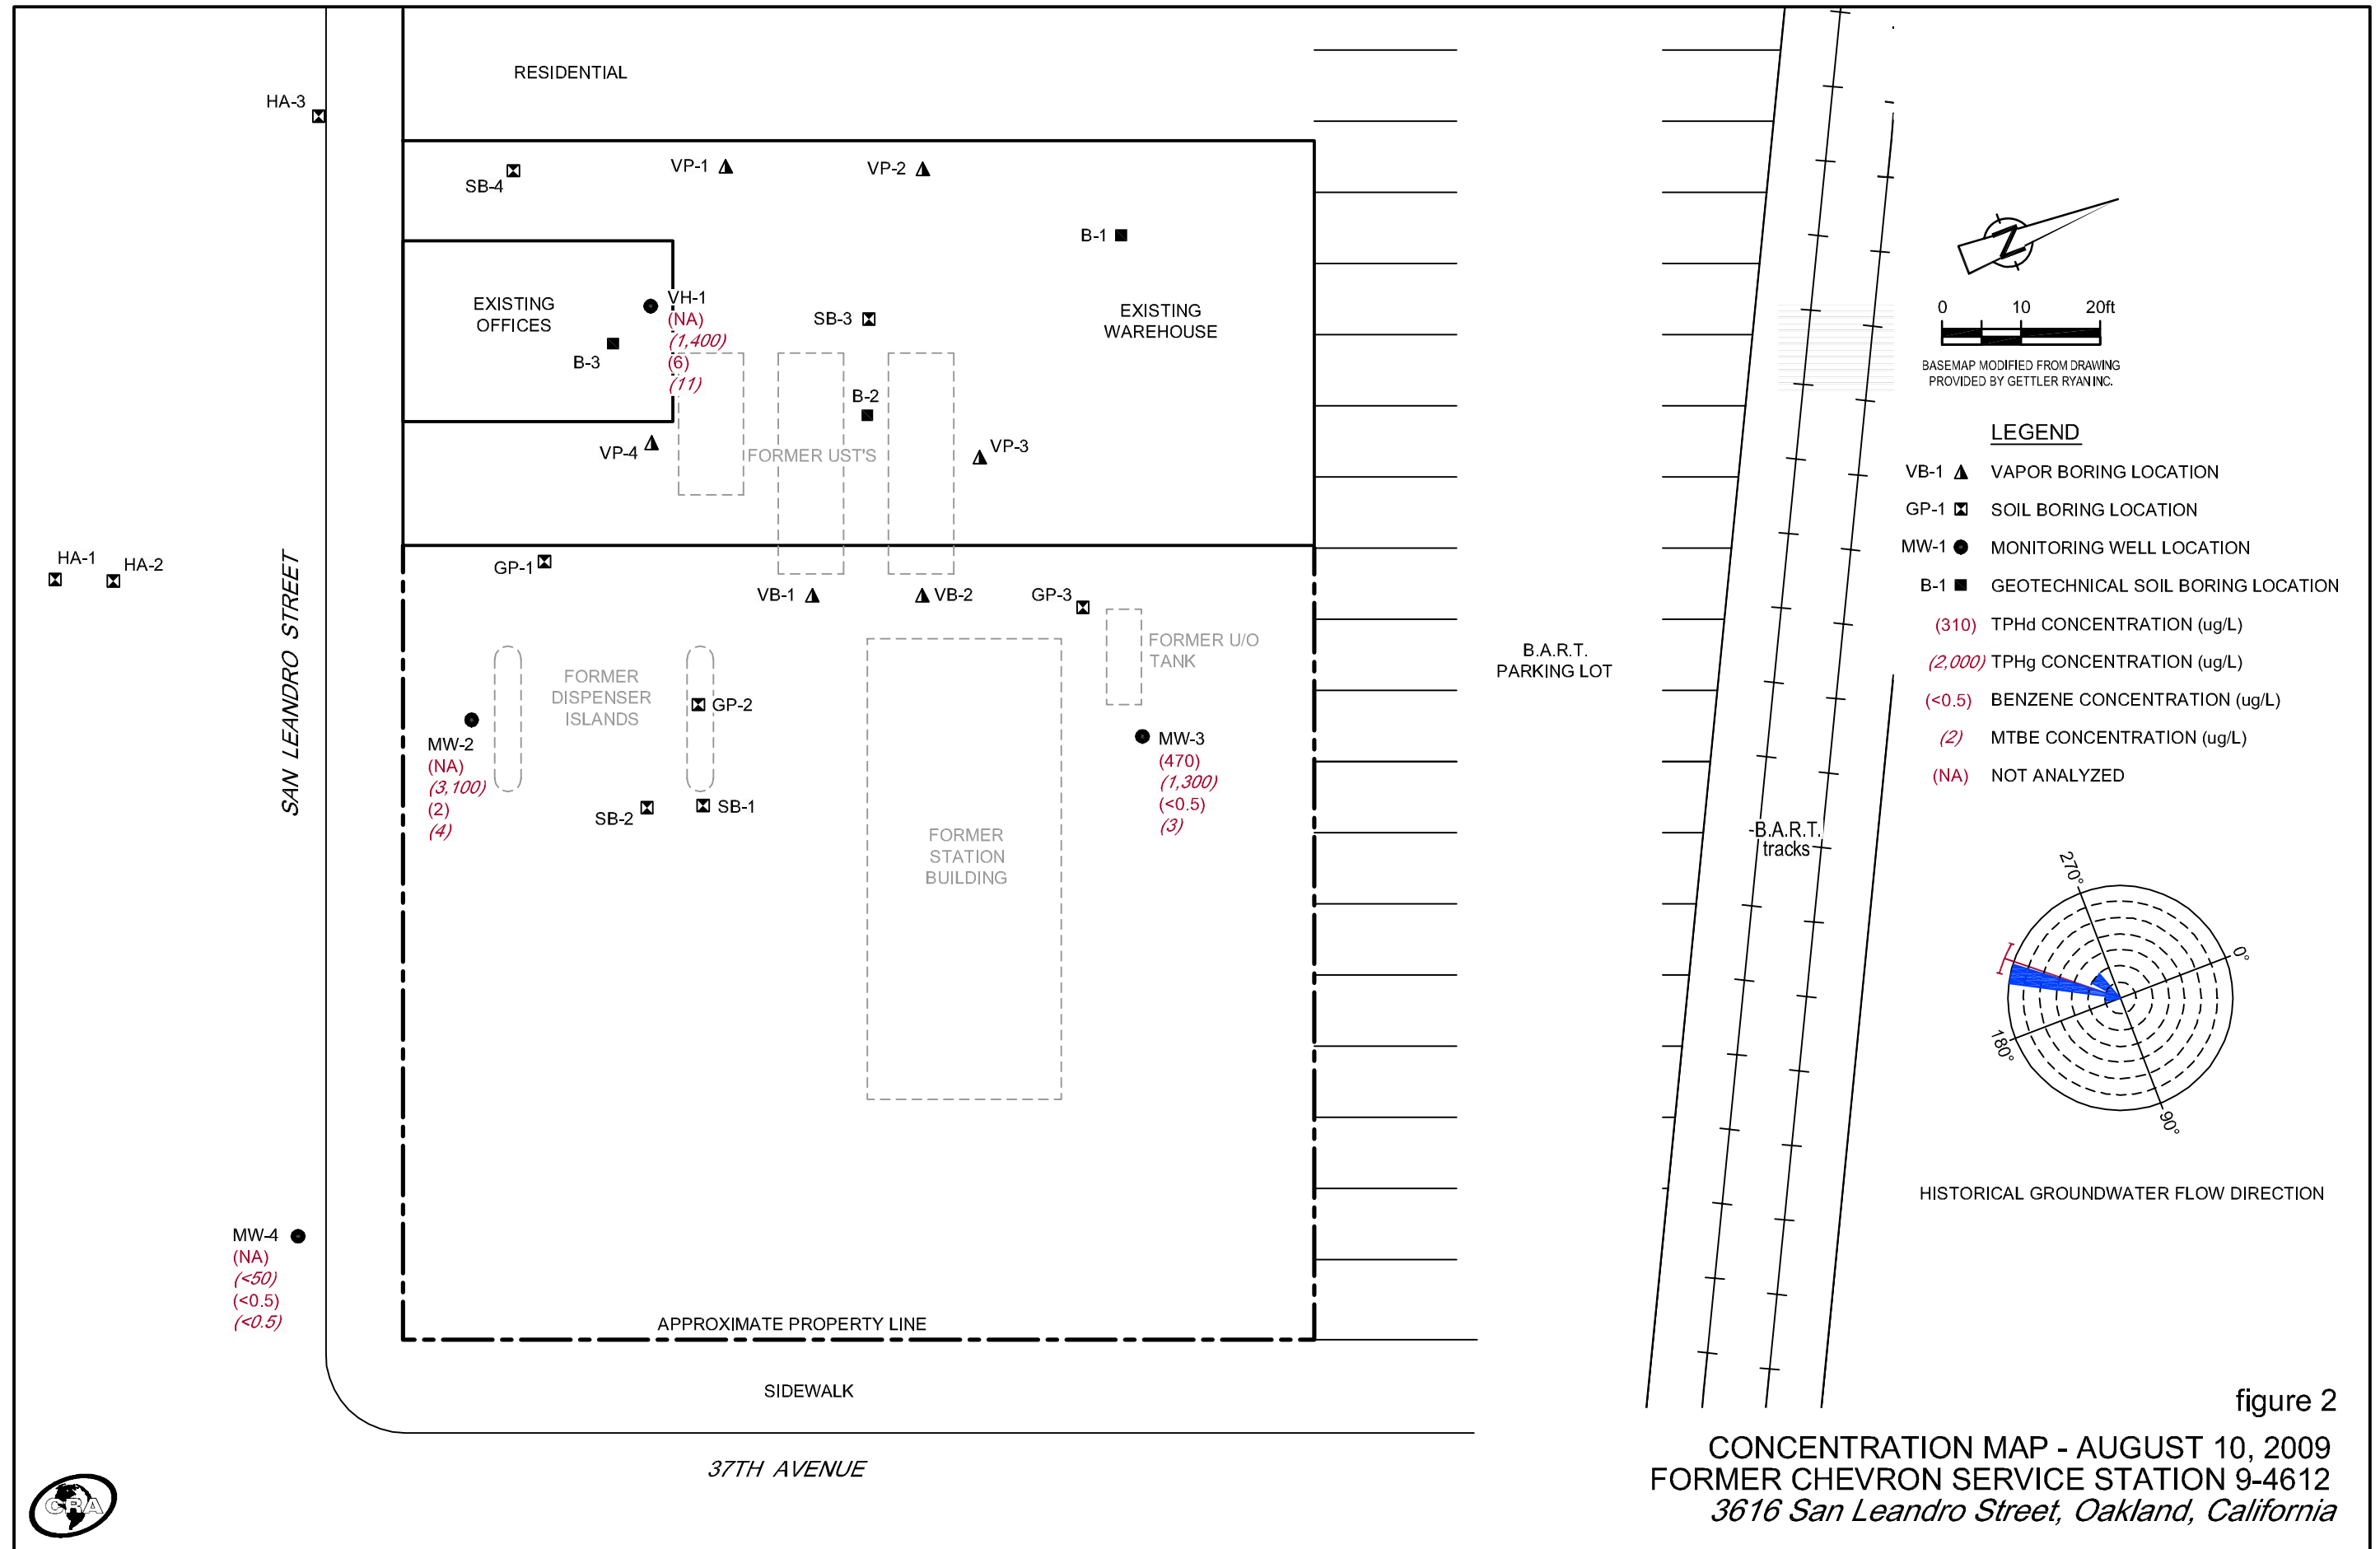 RESIDENTIAL
HA-3
SB-4
VP-1
VP-2
B-1
EXISTING
OFFICES
VH-1
(NA)
(1,400)
(6)
(11)
B-3
SB-3
EXISTING
WAREHOUSE
B-2
VP-4
FORMER UST'S
VP-3
HA-1
HA-2
SAN LEANDRO STREET
GP-1
VB-1
VB-2
GP-3
FORMER U/O
TANK
FORMER
DISPENSER
ISLANDS
GP-2
MW-2
(NA)
(3,100)
(2)
(4)
SB-2
SB-1
MW-3
(470)
(1,300)
(<0.5)
(3)
FORMER
STATION
BUILDING
B.A.R.T.
PARKING LOT
B.A.R.T.
tracks
MW-4
(NA)
(<50)
(<0.5)
(<0.5)
APPROXIMATE PROPERTY LINE
SIDEWALK
37TH AVENUE
CRA
Z
0 10 20ft
BASEMAP MODIFIED FROM DRAWING
PROVIDED BY GETTLER RYAN INC.
LEGEND
VB-1 VAPOR BORING LOCATION
GP-1 SOIL BORING LOCATION
MW-1 MONITORING WELL LOCATION
B-1 GEOTECHNICAL SOIL BORING LOCATION
(310) TPHd CONCENTRATION (ug/L)
(2,000) TPHg CONCENTRATION (ug/L)
(<0.5) BENZENE CONCENTRATION (ug/L)
(2) MTBE CONCENTRATION (ug/L)
(NA) NOT ANALYZED
270°
0°
180°
90°
HISTORICAL GROUNDWATER FLOW DIRECTION
figure 2
CONCENTRATION MAP - AUGUST 10, 2009
FORMER CHEVRON SERVICE STATION 9-4612
3616 San Leandro Street, Oakland, California